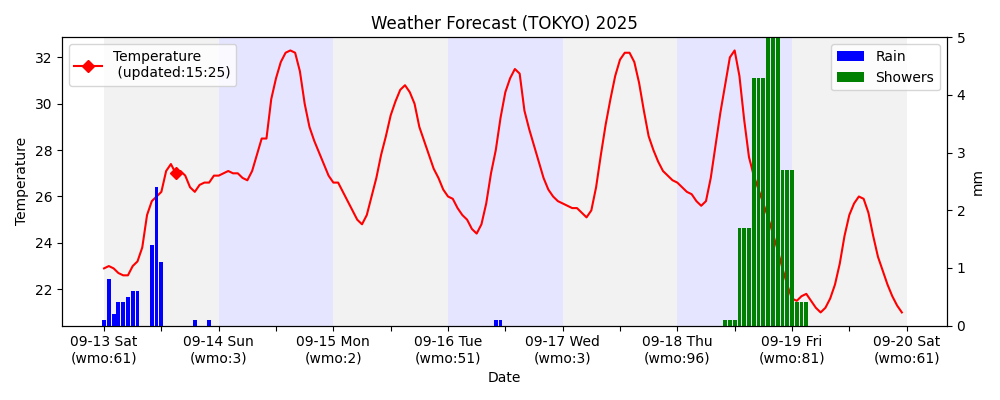 Weather Forecast (TOKYO) 2025
Temperature
(updated:15:25)
Rain
Showers
Temperature
32
30
28
26
24
22
mm
5
4
3
2
1
0
09-13 Sat
(wmo:61)
09-14 Sun
(wmo:3)
09-15 Mon
(wmo:2)
09-16 Tue
(wmo:51)
09-17 Wed
(wmo:3)
09-18 Thu
(wmo:96)
09-19 Fri
(wmo:81)
09-20 Sat
(wmo:61)
Date